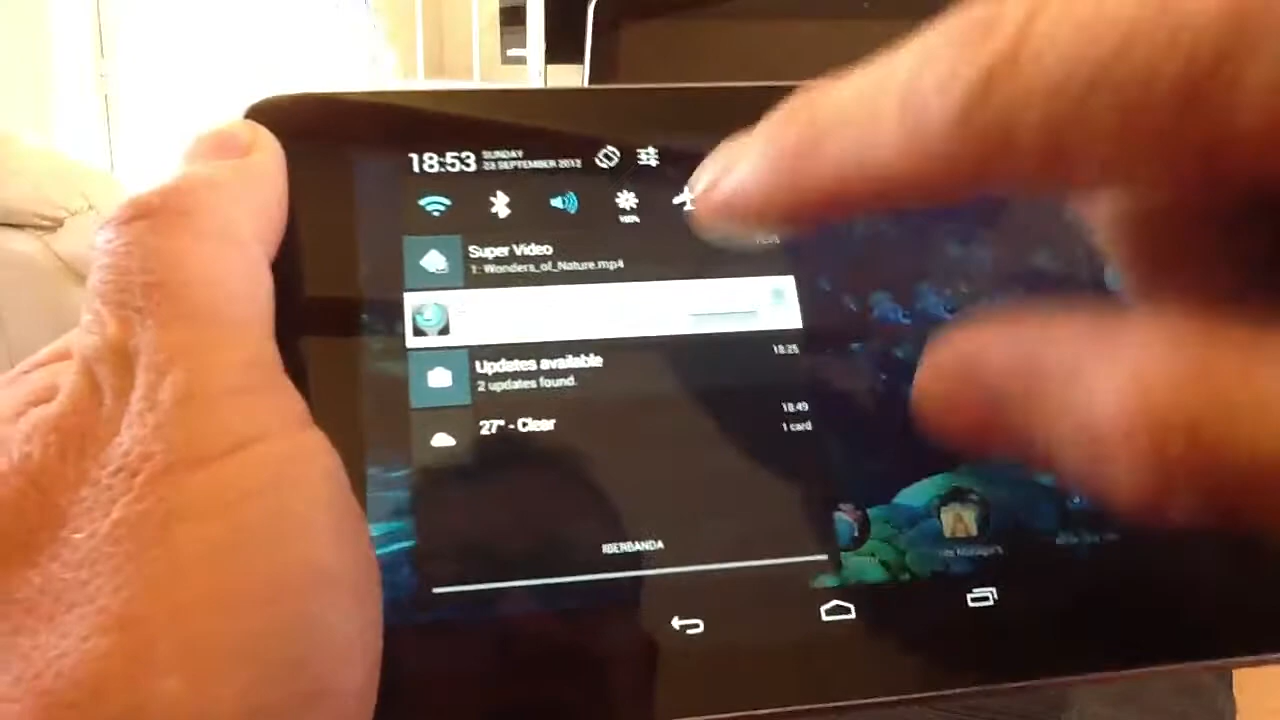 18:53 SUNDAY
23 SEPTEMBER 2012
100%
Super Video
1: Wonders_of_Nature.mp4
Updates available 18:25
2 updates found.
18:49
27° - Clear 1 card
IBERBANDA